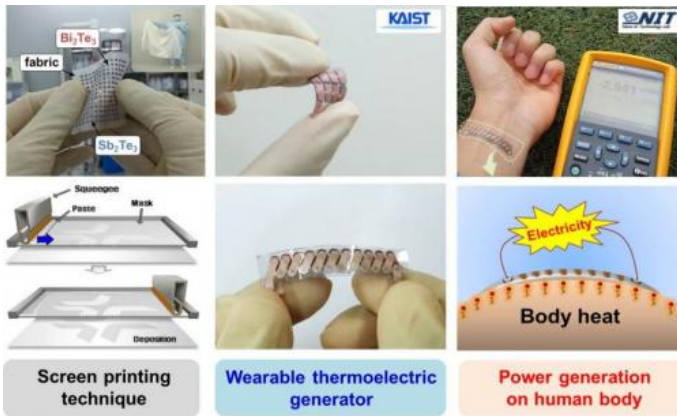 Bi2Te3
fabric
Sb2Te3
KAIST
NIT
Squeegee
Paste
Mask
Deposition
Electricity
Body heat
Screen printing
technique
Wearable thermoelectric
generator
Power generation
on human body